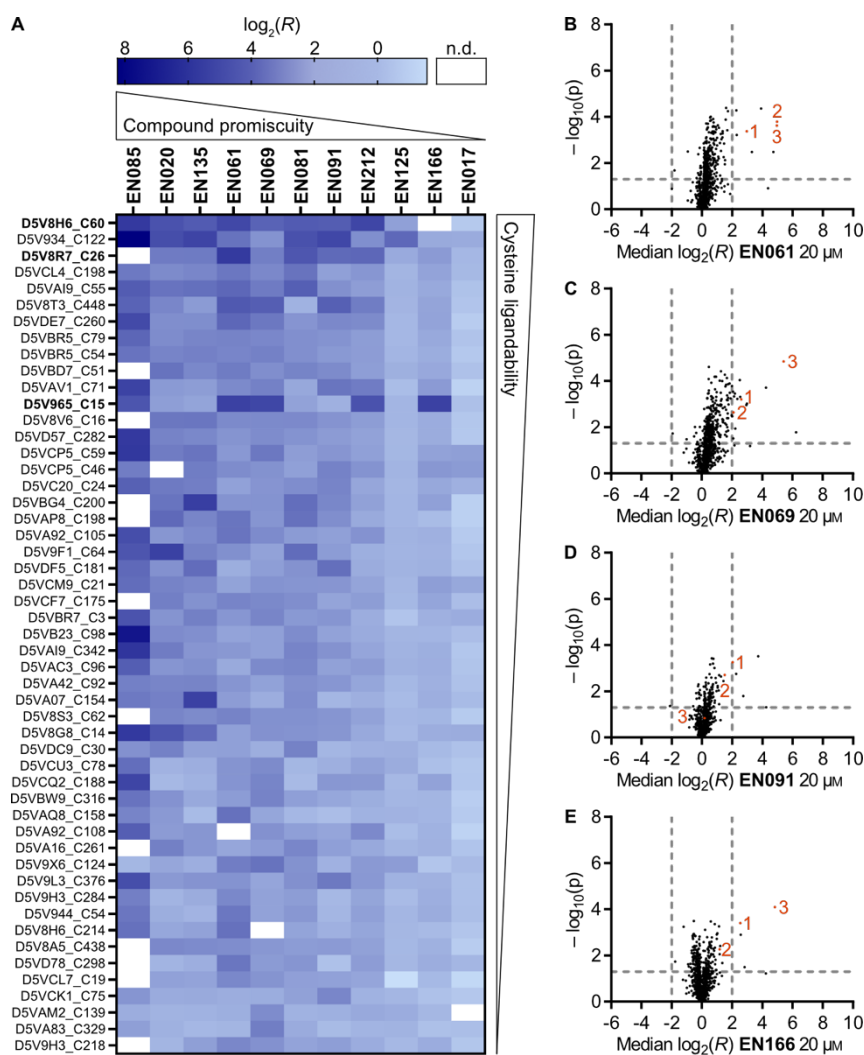 A
log2(R)
8 6 4 2 0
n.d.
Compound promiscuity
EN085 EN020 EN135 EN061 EN069 EN081 EN091 EN212 EN125 EN166 EN017
D5V8H6_C60
D5V934_C122
D5V8R7_C26
D5VCL4_C198
D5VAI9_C55
D5V8T3_C448
D5VDE7_C260
D5VBR5_C79
D5VBR5_C54
D5VBD7_C51
D5VAV1_C71
D5V965_C15
D5V8V6_C16
D5VD57_C282
D5VCP5_C59
D5VCP5_C46
D5VC20_C24
D5VBG4_C200
D5VAP8_C198
D5VA92_C105
D5V9F1_C64
D5VDF5_C181
D5VCM9_C21
D5VCF7_C175
D5VBR7_C3
D5VB23_C98
D5VAI9_C342
D5VAC3_C96
D5VA42_C92
D5VA07_C154
D5V8S3_C62
D5V8G8_C14
D5VDC9_C30
D5VCU3_C78
D5VCQ2_C188
D5VBW9_C316
D5VAQ8_C158
D5VA92_C108
D5VA16_C261
D5V9X6_C124
D5V9L3_C376
D5V9H3_C284
D5V944_C54
D5V8H6_C214
D5V8A5_C438
D5VD78_C298
D5VCL7_C19
D5VCK1_C75
D5VAM2_C139
D5VA83_C329
D5V9H3_C218
Cysteine ligandability
B
− log10(p)
8
6
4
2
0
1
2
3
-6 -4 -2 0 2 4 6 8 10
Median log2(R) EN061 20 µM
C
− log10(p)
8
6
4
2
0
3
1
2
-6 -4 -2 0 2 4 6 8 10
Median log2(R) EN069 20 µM
D
− log10(p)
8
6
4
2
0
1
2
3
-6 -4 -2 0 2 4 6 8 10
Median log2(R) EN091 20 µM
E
− log10(p)
8
6
4
2
0
3
1
2
-6 -4 -2 0 2 4 6 8 10
Median log2(R) EN166 20 µM